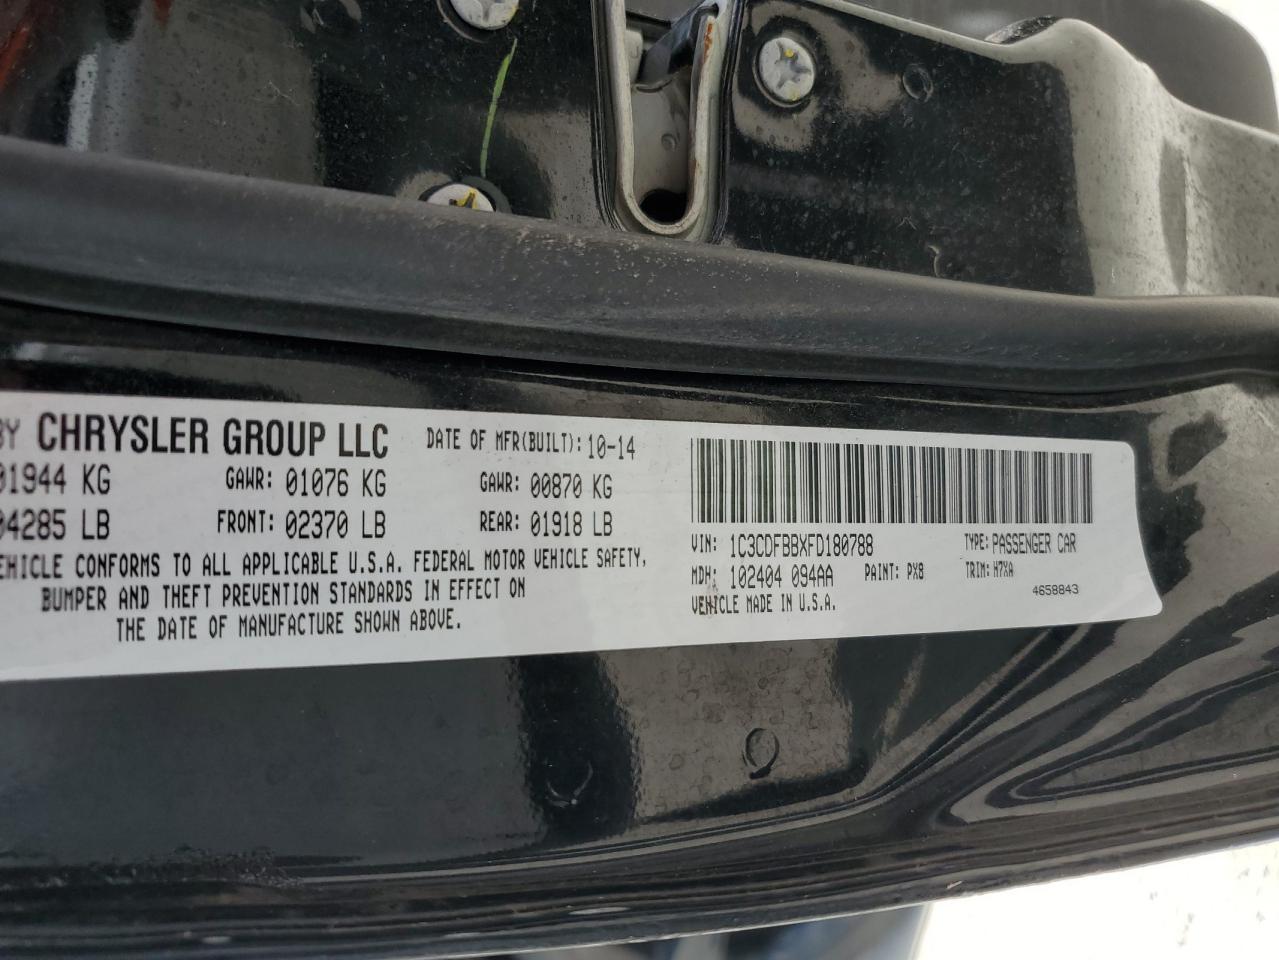 BY CHRYSLER GROUP LLC DATE OF MFR(BUILT): 10-14
01944 KG GAWR: 01076 KG GAWR: 00870 KG
04285 LB FRONT: 02370 LB REAR: 01918 LB
EHICLE CONFORMS TO ALL APPLICABLE U.S.A. FEDERAL MOTOR VEHICLE SAFETY,
BUMPER AND THEFT PREVENTION STANDARDS IN EFFECT ON
THE DATE OF MANUFACTURE SHOWN ABOVE.
VIN: 1C3CDFBBXFD180788 TYPE: PASSENGER CAR
MDH: 102404 094AA PAINT: PX8 TRIM: H7XA
VEHICLE MADE IN U.S.A. 4658843